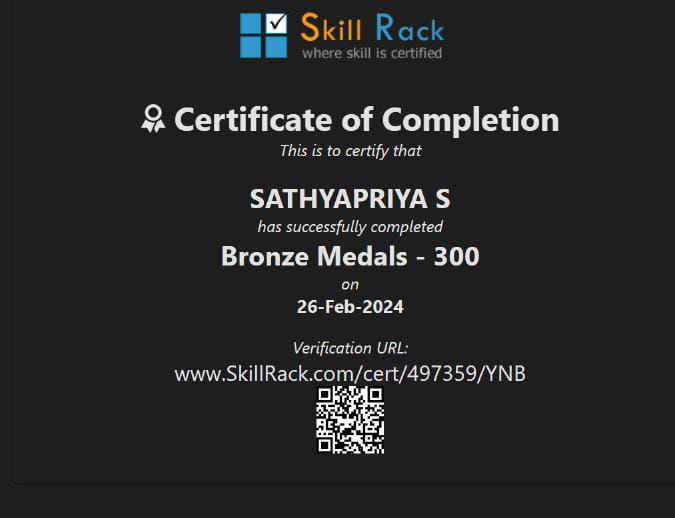 Skill Rack
where skill is certified
Certificate of Completion
This is to certify that
SATHYAPRIYA S
has successfully completed
Bronze Medals - 300
on
26-Feb-2024
Verification URL:
www.SkillRack.com/cert/497359/YNB